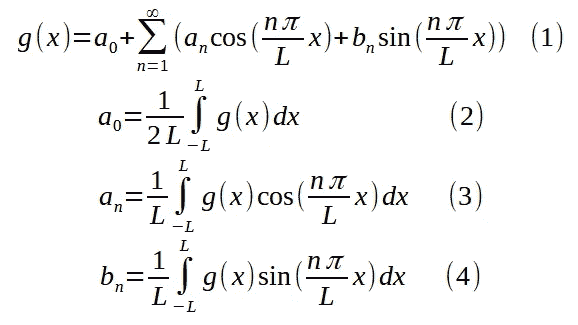 g(x)=a₀+∑_{n=1}^{∞}(aₙcos(nπ/L x)+bₙsin(nπ/L x)) (1)
a₀=1/(2L)∫_{-L}^{L}g(x)dx (2)
aₙ=1/L∫_{-L}^{L}g(x)cos(nπ/L x)dx (3)
bₙ=1/L∫_{-L}^{L}g(x)sin(nπ/L x)dx (4)